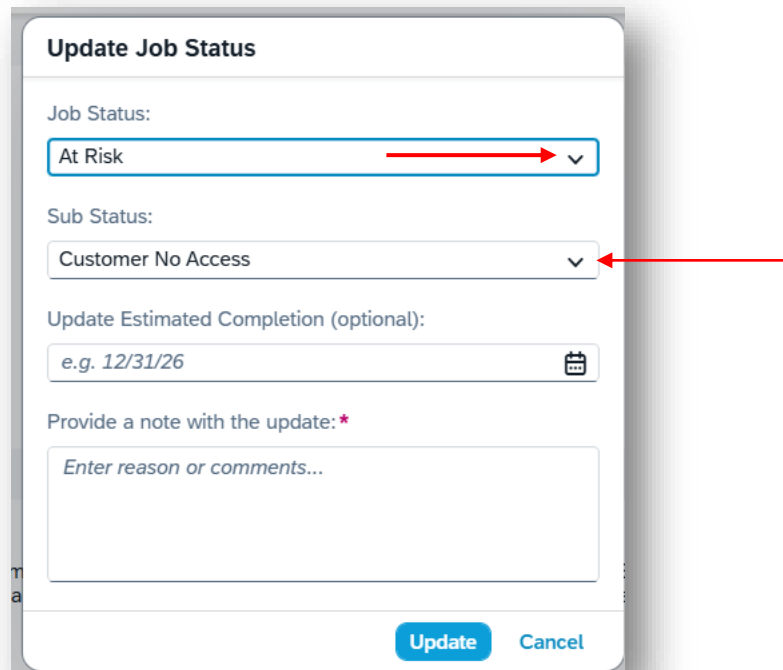 Update Job Status
Job Status:
At Risk
Sub Status:
Customer No Access
Update Estimated Completion (optional):
e.g. 12/31/26
Provide a note with the update:*
Enter reason or comments...
m
a
Update Cancel